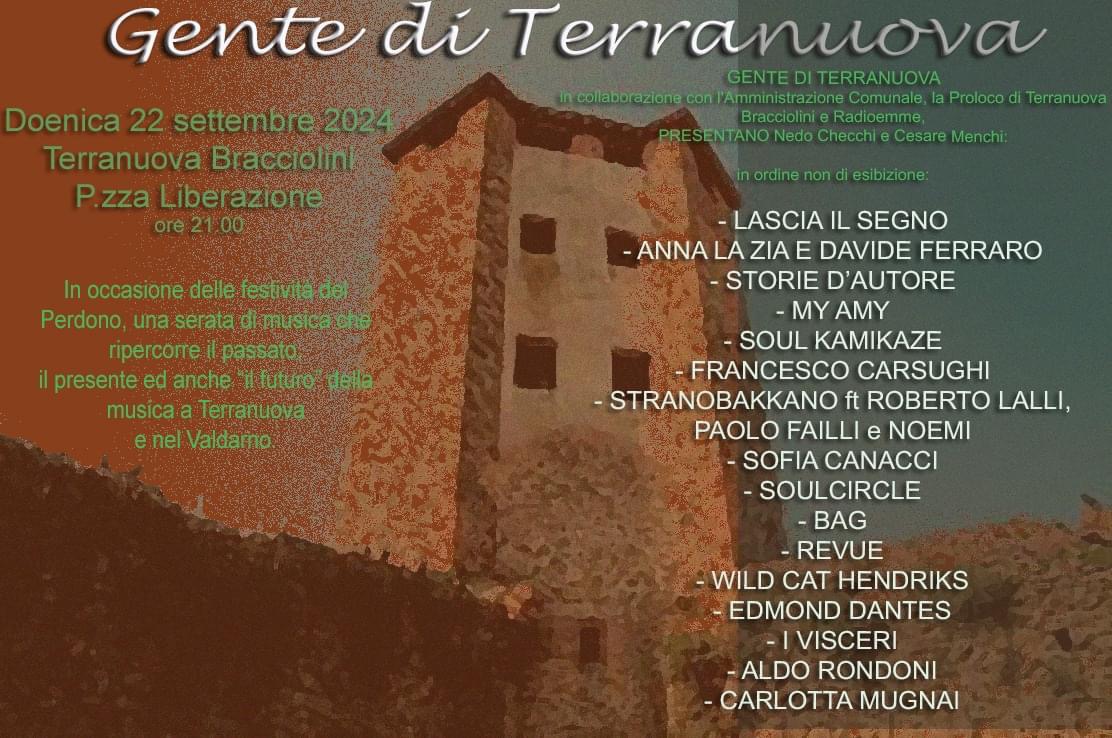 Gente di Terranuova
Doenica 22 settembre 2024
Terranuova Bracciolini
P.zza Liberazione
ore 21.00
In occasione delle festività del
Perdono, una serata di musica che
ripercorre il passato,
il presente ed anche "il futuro" della
musica a Terranuova
e nel Valdarno.
GENTE DI TERRANUOVA
in collaborazione con l'Amministrazione Comunale, la Proloco di Terranuova
Bracciolini e Radioemme,
PRESENTANO Nedo Checchi e Cesare Menchi:
in ordine non di esibizione:
- LASCIA IL SEGNO
- ANNA LA ZIA E DAVIDE FERRARO
- STORIE D'AUTORE
- MY AMY
- SOUL KAMIKAZE
- FRANCESCO CARSUGHI
- STRANOBAKKANO ft ROBERTO LALLI,
PAOLO FAILLI e NOEMI
- SOFIA CANACCI
- SOULCIRCLE
- BAG
- REVUE
- WILD CAT HENDRIKS
- EDMOND DANTES
- I VISCERI
- ALDO RONDONI
- CARLOTTA MUGNAI